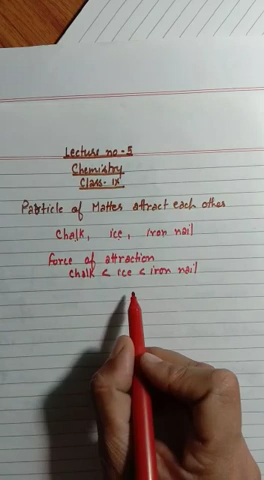 Lecture no-5
Chemistry
Class-IX
Particle of Matter attract each other
Chalk, ice, iron nail
Force of attraction
Chalk < ice < iron nail